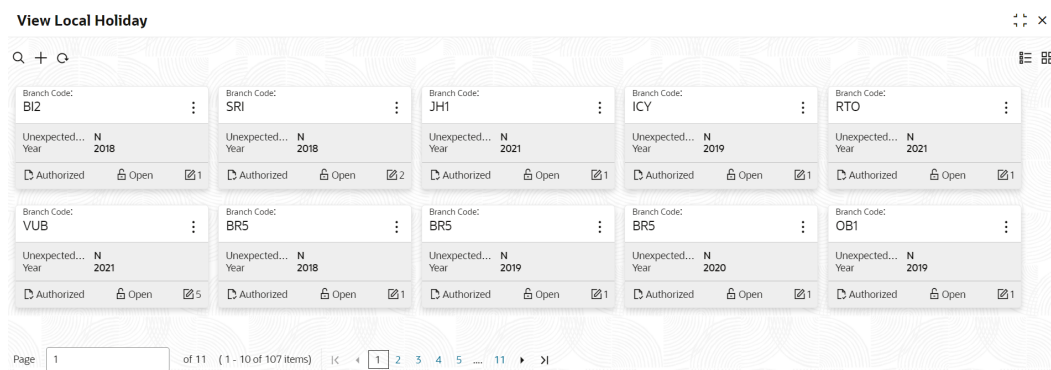 View Local Holiday
Branch Code: Branch Code: Branch Code: Branch Code: Branch Code:
BI2 SRI JH1 ICY RTO
Unexpected... N Unexpected... N Unexpected... N Unexpected... N Unexpected... N
Year 2018 Year 2018 Year 2021 Year 2019 Year 2021
Authorized Open 1 Authorized Open 2 Authorized Open 1 Authorized Open 1 Authorized Open 1
Branch Code: Branch Code: Branch Code: Branch Code: Branch Code:
VUB BR5 BR5 BR5 OB1
Unexpected... N Unexpected... N Unexpected... N Unexpected... N Unexpected... N
Year 2021 Year 2018 Year 2019 Year 2020 Year 2019
Authorized Open 5 Authorized Open 1 Authorized Open 1 Authorized Open 1 Authorized Open 1
Page 1 of 11 (1 - 10 of 107 items) 1 2 3 4 5 .... 11